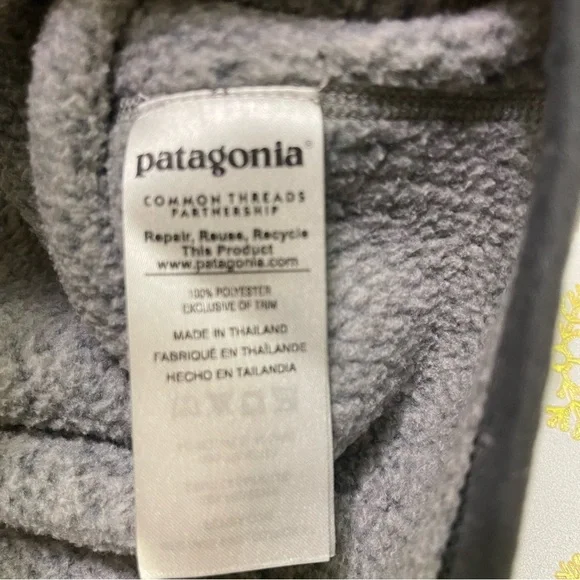 patagonia®
COMMON THREADS
PARTNERSHIP
Repair, Reuse, Recycle
This Product
www.patagonia.com
100% POLYESTER
EXCLUSIVE OF TRIM
MADE IN THAILAND
FABRIQUÉ EN THAÏLANDE
HECHO EN TAILANDIA